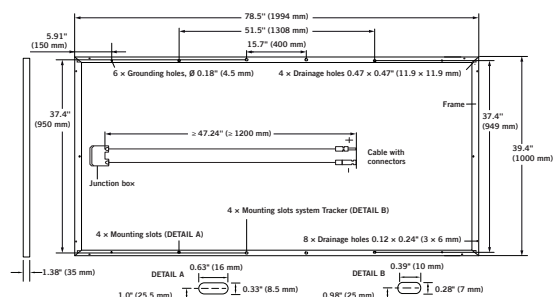 78.5" (1994 mm)
5.91"
(150 mm)
51.5" (1308 mm)
15.7" (400 mm)
6 × Grounding holes, Ø 0.18" (4.5 mm)
4 × Drainage holes 0.47 × 0.47" (11.9 × 11.9 mm)
37.4"
(950 mm)
Frame
37.4"
(949 mm)
39.4"
(1000 mm)
≥ 47.24" (≥ 1200 mm)
+
Cable with
connectors
-
Junction box
4 × Mounting slots system Tracker (DETAIL B)
4 × Mounting slots (DETAIL A)
8 × Drainage holes 0.12 × 0.24" (3 × 6 mm)
1.38" (35 mm)
DETAIL A
0.63" (16 mm)
1.0" (25.5 mm)
0.33" (8.5 mm)
DETAIL B
0.39" (10 mm)
0.98" (25 mm)
0.28" (7 mm)